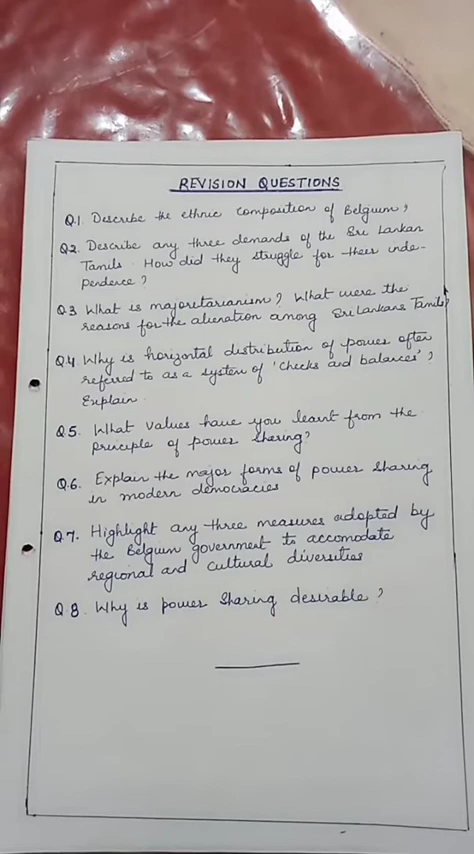 REVISION QUESTIONS
Q.1. Describe the ethnic composition of Belgium?
Q2. Describe any three demands of the Sri Lankan
Tamils. How did they struggle for their inde-
pendence?
Q.3 What is majoritarianism? What were the
reasons for the alienation among Sri Lankans Tamils?
Q.4. Why is horizontal distribution of power often
referred to as a system of 'Checks and balances'?
Explain.
Q5. What values have you learnt from the
principle of power sharing?
Q.6. Explain the major forms of power sharing
in modern democracies
Q.7. Highlight any three measures adopted by
the Belgium government to accomodate
regional and cultural diversities
Q.8. Why is power sharing desirable?